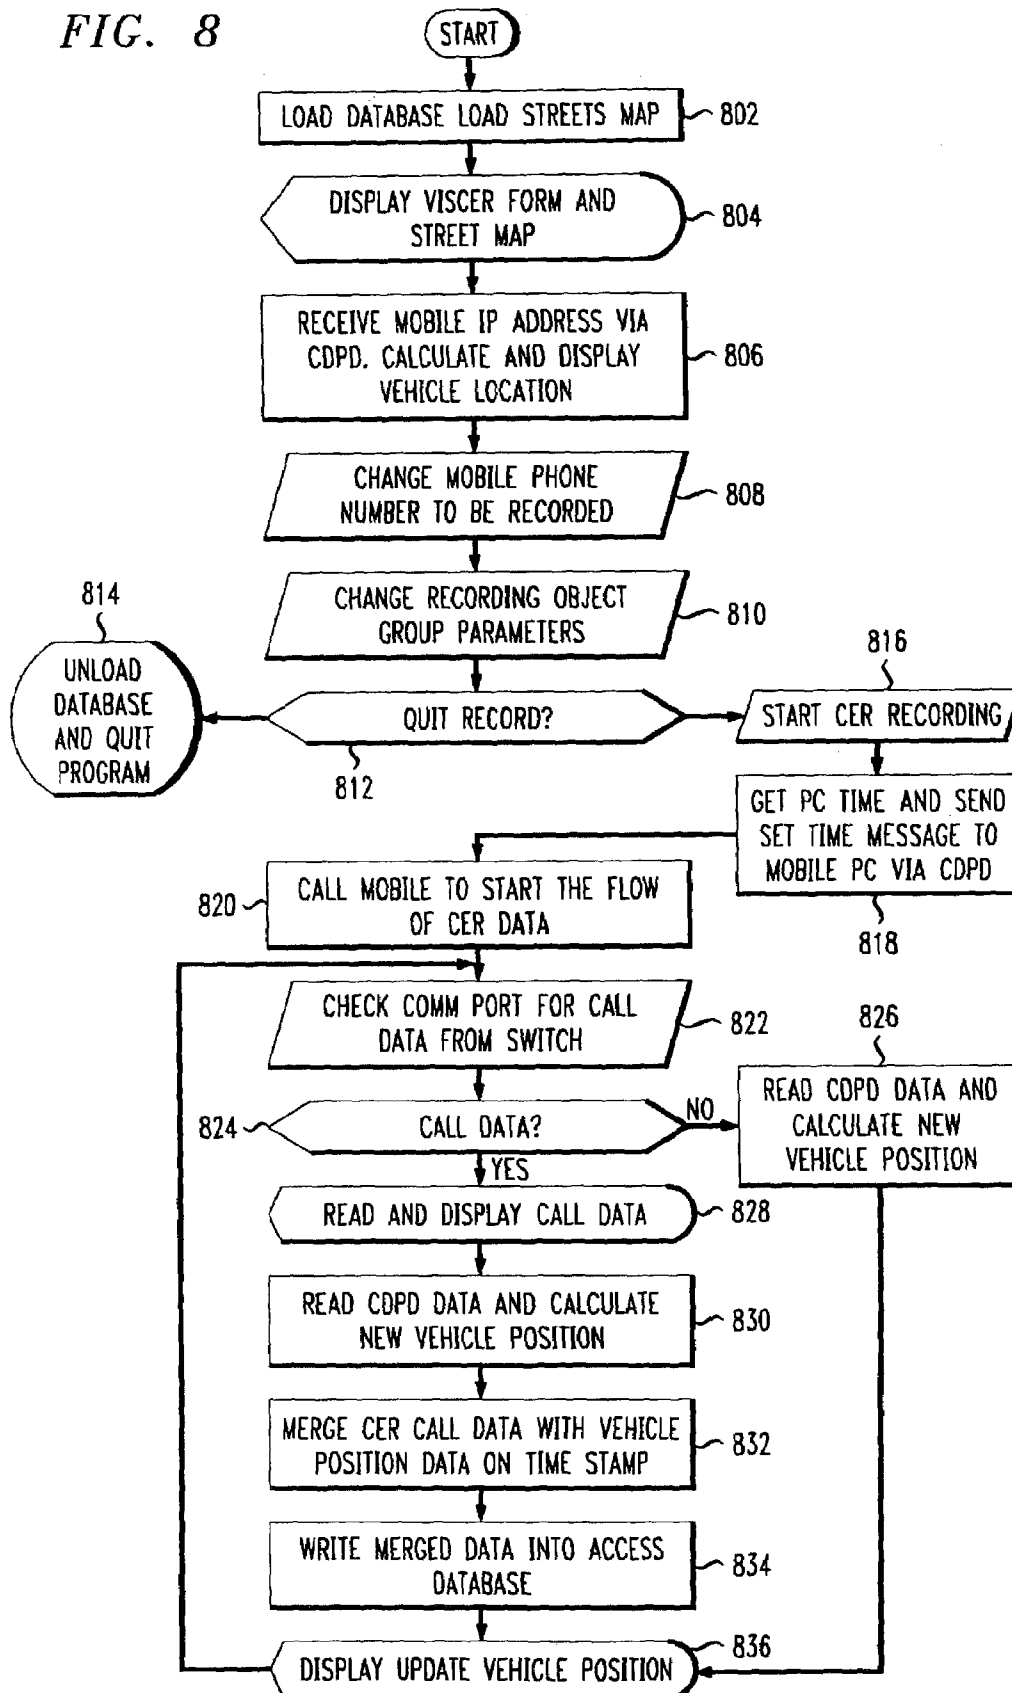 FIG. 8
START
LOAD DATABASE LOAD STREETS MAP
802
DISPLAY VISCER FORM AND
STREET MAP
804
RECEIVE MOBILE IP ADDRESS VIA
CDPD. CALCULATE AND DISPLAY
VEHICLE LOCATION
806
CHANGE MOBILE PHONE
NUMBER TO BE RECORDED
808
CHANGE RECORDING OBJECT
GROUP PARAMETERS
810
814
UNLOAD
DATABASE
AND QUIT
PROGRAM
QUIT RECORD?
812
816
START CER RECORDING
GET PC TIME AND SEND
SET TIME MESSAGE TO
MOBILE PC VIA CDPD
818
820
CALL MOBILE TO START THE FLOW
OF CER DATA
CHECK COMM PORT FOR CALL
DATA FROM SWITCH
822
824
CALL DATA?
NO
YES
826
READ CDPD DATA AND
CALCULATE NEW
VEHICLE POSITION
READ AND DISPLAY CALL DATA
828
READ CDPD DATA AND CALCULATE
NEW VEHICLE POSITION
830
MERGE CER CALL DATA WITH VEHICLE
POSITION DATA ON TIME STAMP
832
WRITE MERGED DATA INTO ACCESS
DATABASE
834
DISPLAY UPDATE VEHICLE POSITION
836